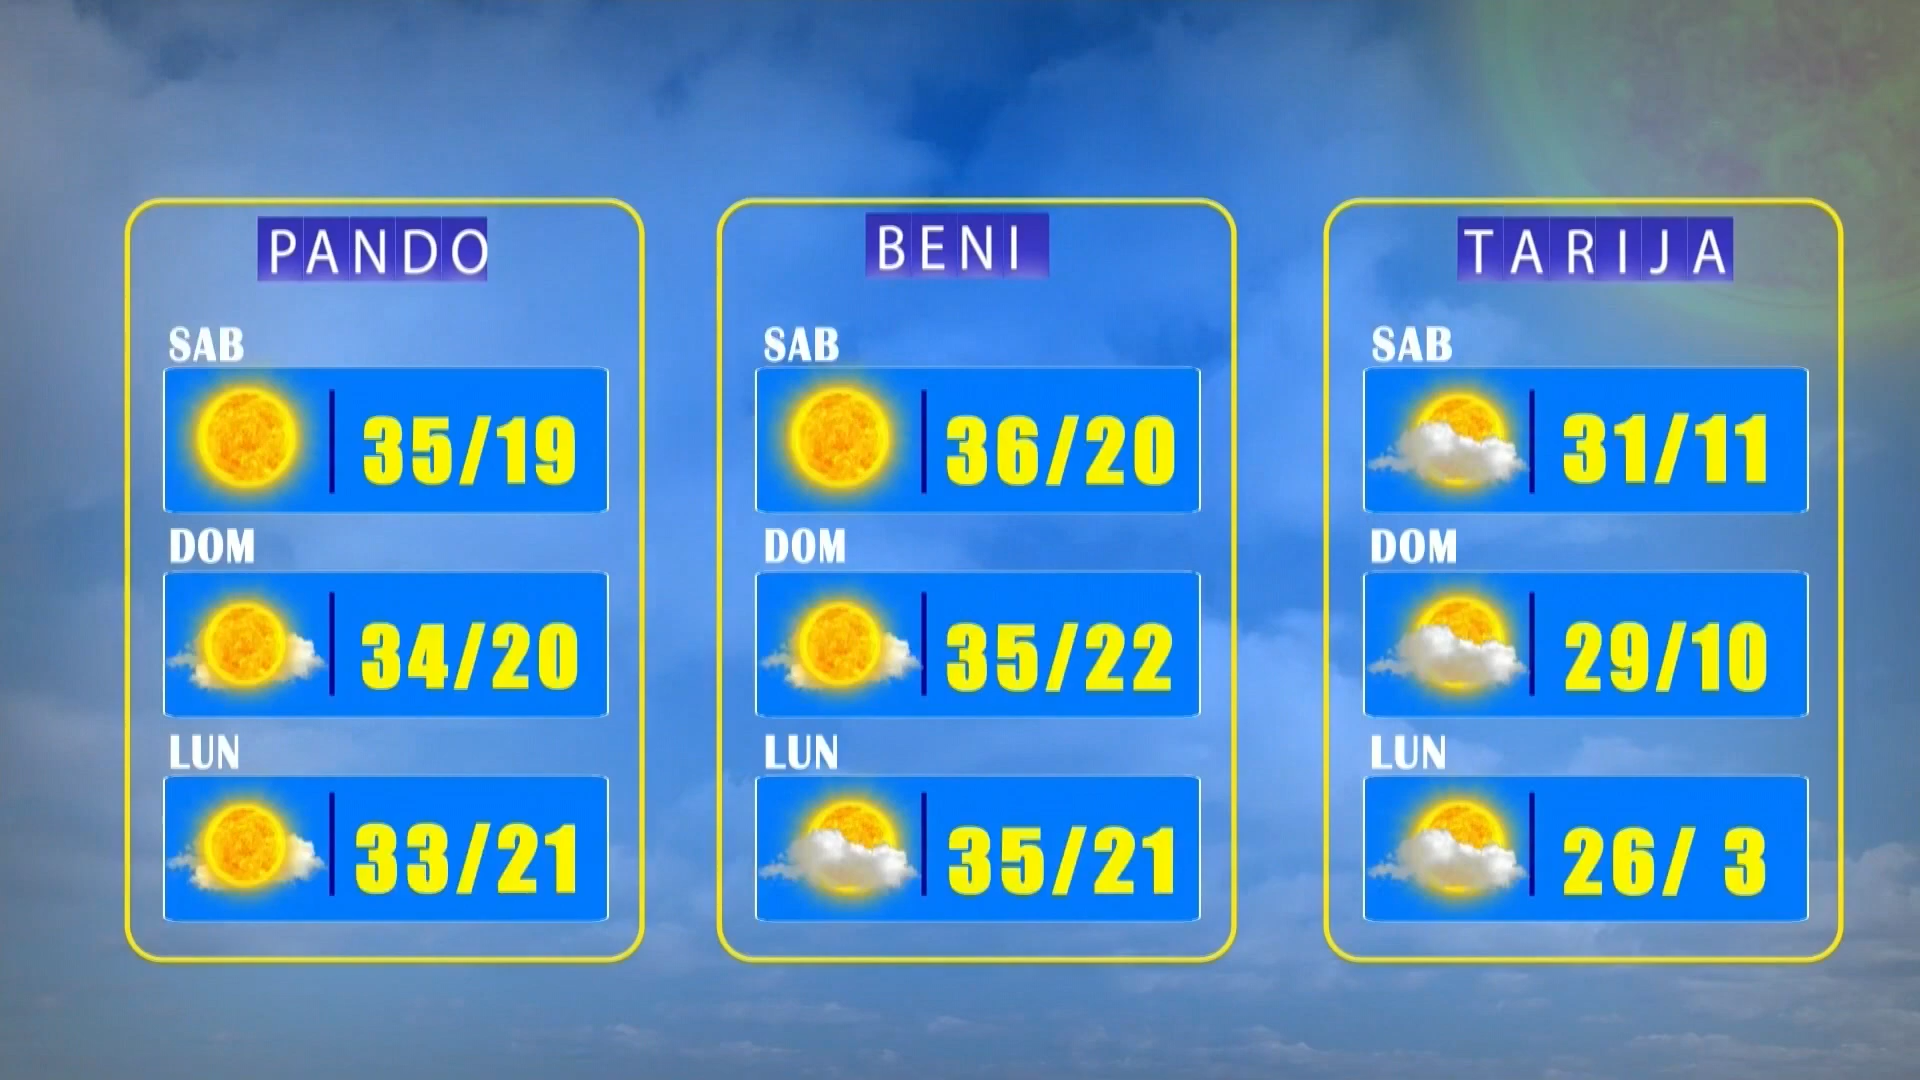 PANDO
SAB
35/19
DOM
34/20
LUN
33/21
BENI
SAB
36/20
DOM
35/22
LUN
35/21
TARIJA
SAB
31/11
DOM
29/10
LUN
26/ 3